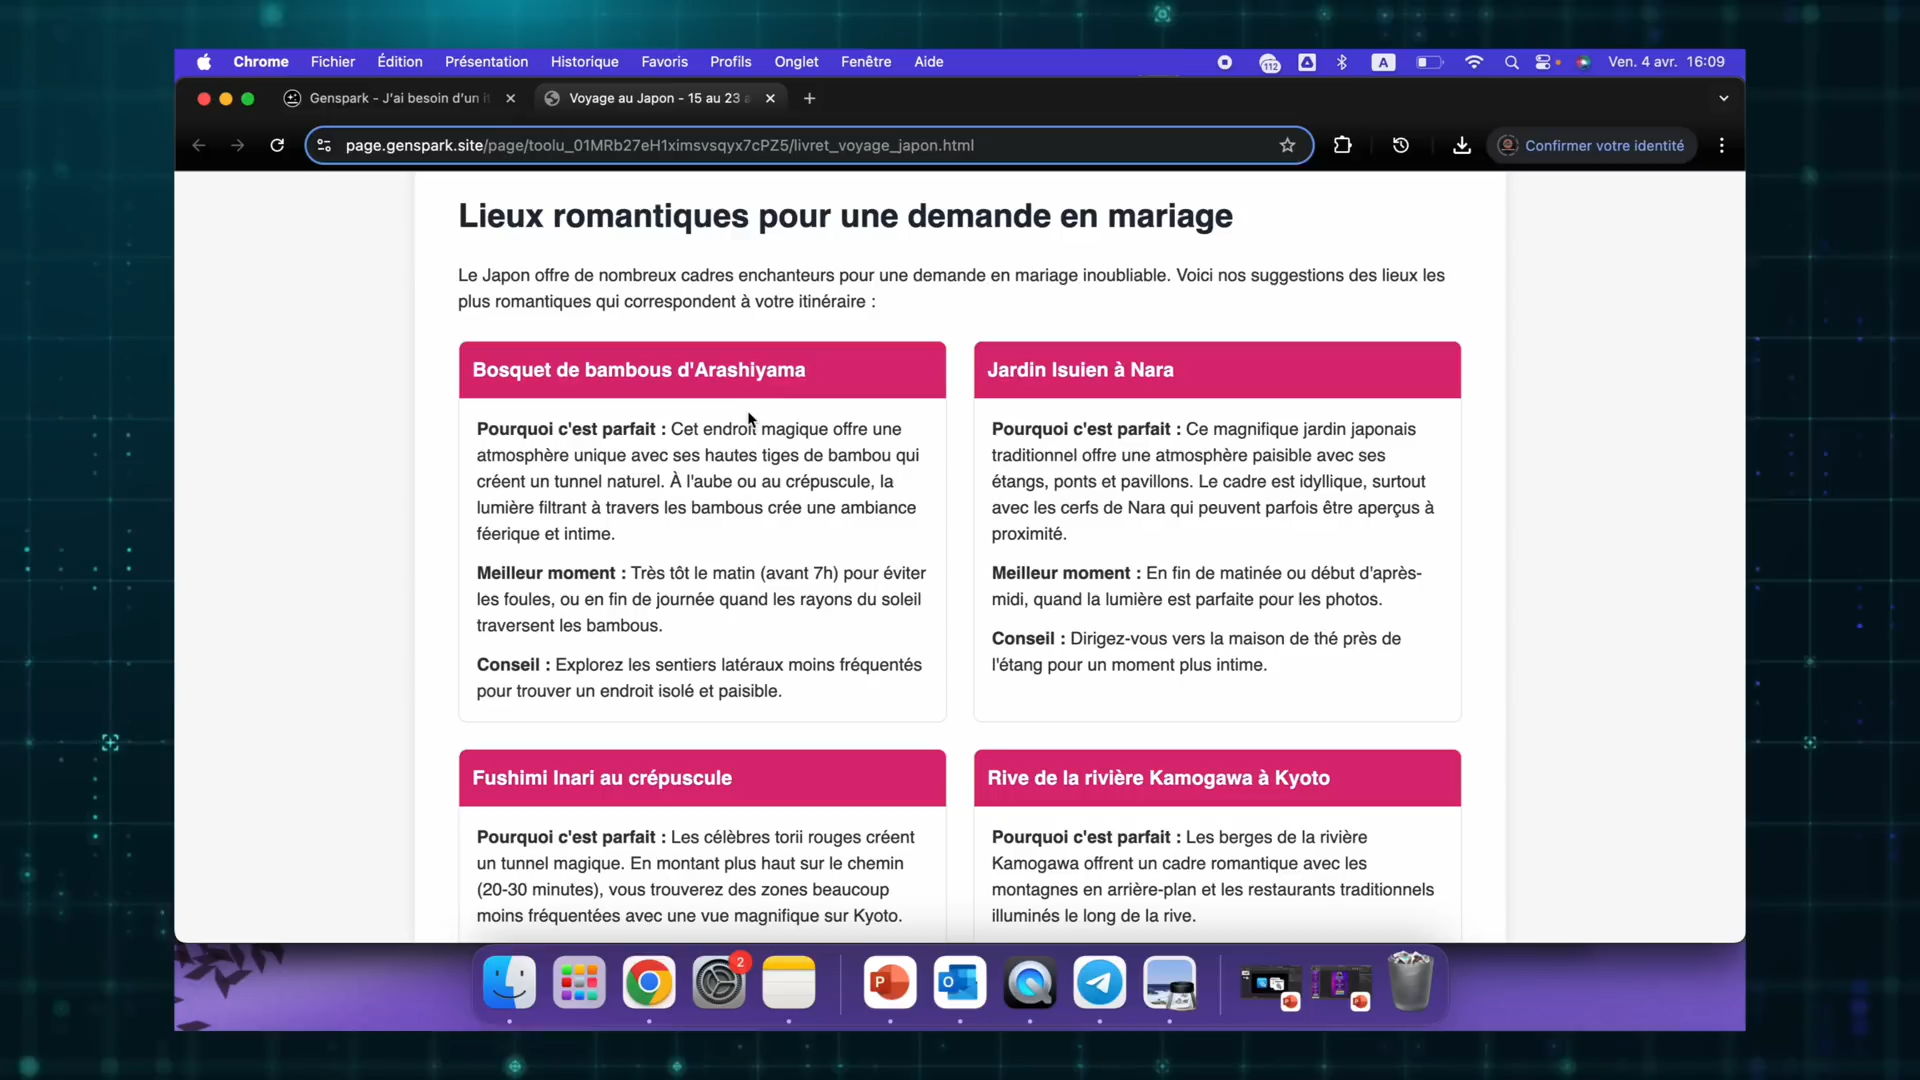 Chrome Fichier Édition Présentation Historique Favoris Profils Onglet Fenêtre Aide 112 A Ven. 4 avr. 16:09
Genspark - J'ai besoin d'un Voyage au Japon - 15 au 23
page.genspark.site/page/toolu_01MRb27eH1ximsvsqyx7cPZ5/livret_voyage_japon.html Confirmer votre identité
Lieux romantiques pour une demande en mariage
Le Japon offre de nombreux cadres enchanteurs pour une demande en mariage inoubliable. Voici nos suggestions des lieux les
plus romantiques qui correspondent à votre itinéraire :
Bosquet de bambous d'Arashiyama
Pourquoi c'est parfait : Cet endroit magique offre une
atmosphère unique avec ses hautes tiges de bambou qui
créent un tunnel naturel. À l'aube ou au crépuscule, la
lumière filtrant à travers les bambous crée une ambiance
féerique et intime.
Meilleur moment : Très tôt le matin (avant 7h) pour éviter
les foules, ou en fin de journée quand les rayons du soleil
traversent les bambous.
Conseil : Explorez les sentiers latéraux moins fréquentés
pour trouver un endroit isolé et paisible.
Jardin Isuien à Nara
Pourquoi c'est parfait : Ce magnifique jardin japonais
traditionnel offre une atmosphère paisible avec ses
étangs, ponts et pavillons. Le cadre est idyllique, surtout
avec les cerfs de Nara qui peuvent parfois être aperçus à
proximité.
Meilleur moment : En fin de matinée ou début d'après-
midi, quand la lumière est parfaite pour les photos.
Conseil : Dirigez-vous vers la maison de thé près de
l'étang pour un moment plus intime.
Fushimi Inari au crépuscule
Pourquoi c'est parfait : Les célèbres torii rouges créent
un tunnel magique. En montant plus haut sur le chemin
(20-30 minutes), vous trouverez des zones beaucoup
moins fréquentées avec une vue magnifique sur Kyoto.
Rive de la rivière Kamogawa à Kyoto
Pourquoi c'est parfait : Les berges de la rivière
Kamogawa offrent un cadre romantique avec les
montagnes en arrière-plan et les restaurants traditionnels
illuminés le long de la rive.
2
P
O